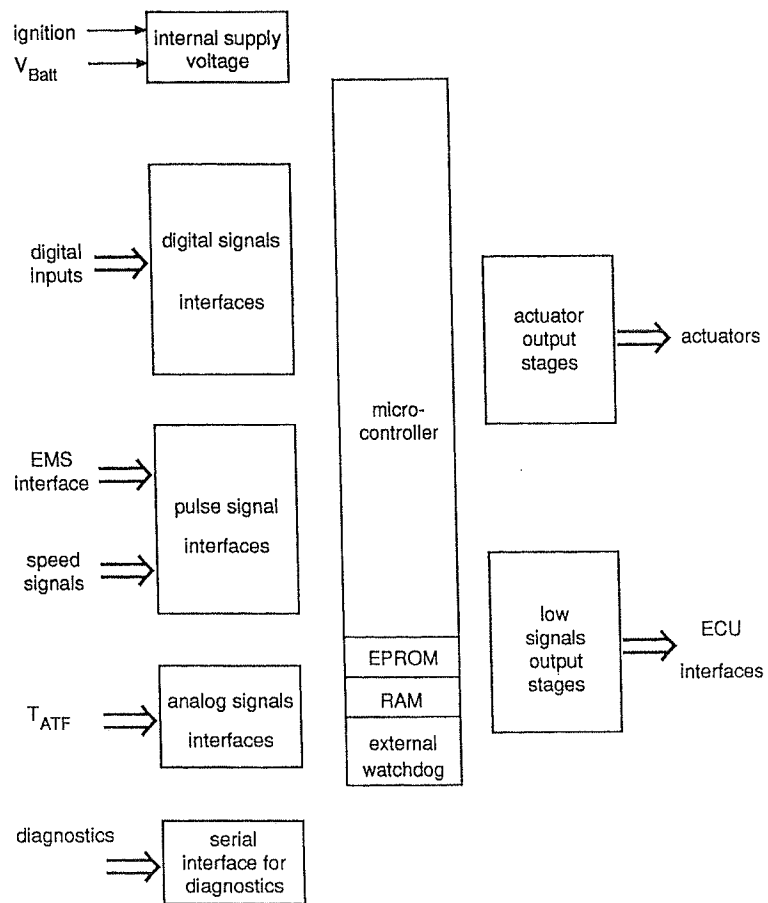 ignition
V Batt
internal supply
voltage
digital
inputs
digital signals
interfaces
EMS
interface
speed
signals
pulse signal
interfaces
T ATF
analog signals
interfaces
diagnostics
serial
interface for
diagnostics
micro-
controller
EPROM
RAM
external
watchdog
actuator
output
stages
actuators
low
signals
output
stages
ECU
interfaces